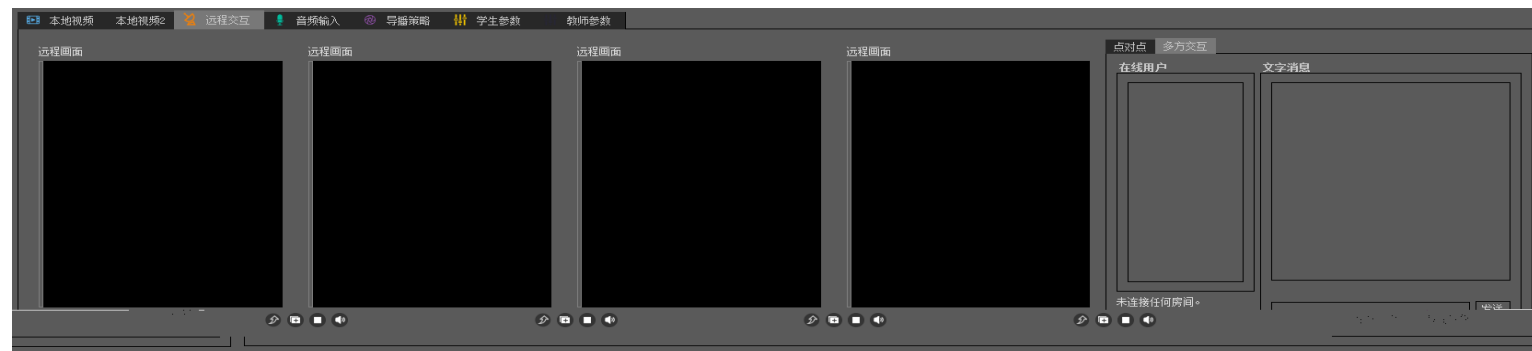 本地视频 本地视频2 远程交互 音频输入 导播策略 学生参数 教师参数
远程画面 远程画面 远程画面 远程画面
点对点 多方交互
在线用户 文字消息
未连接任何房间。
发送